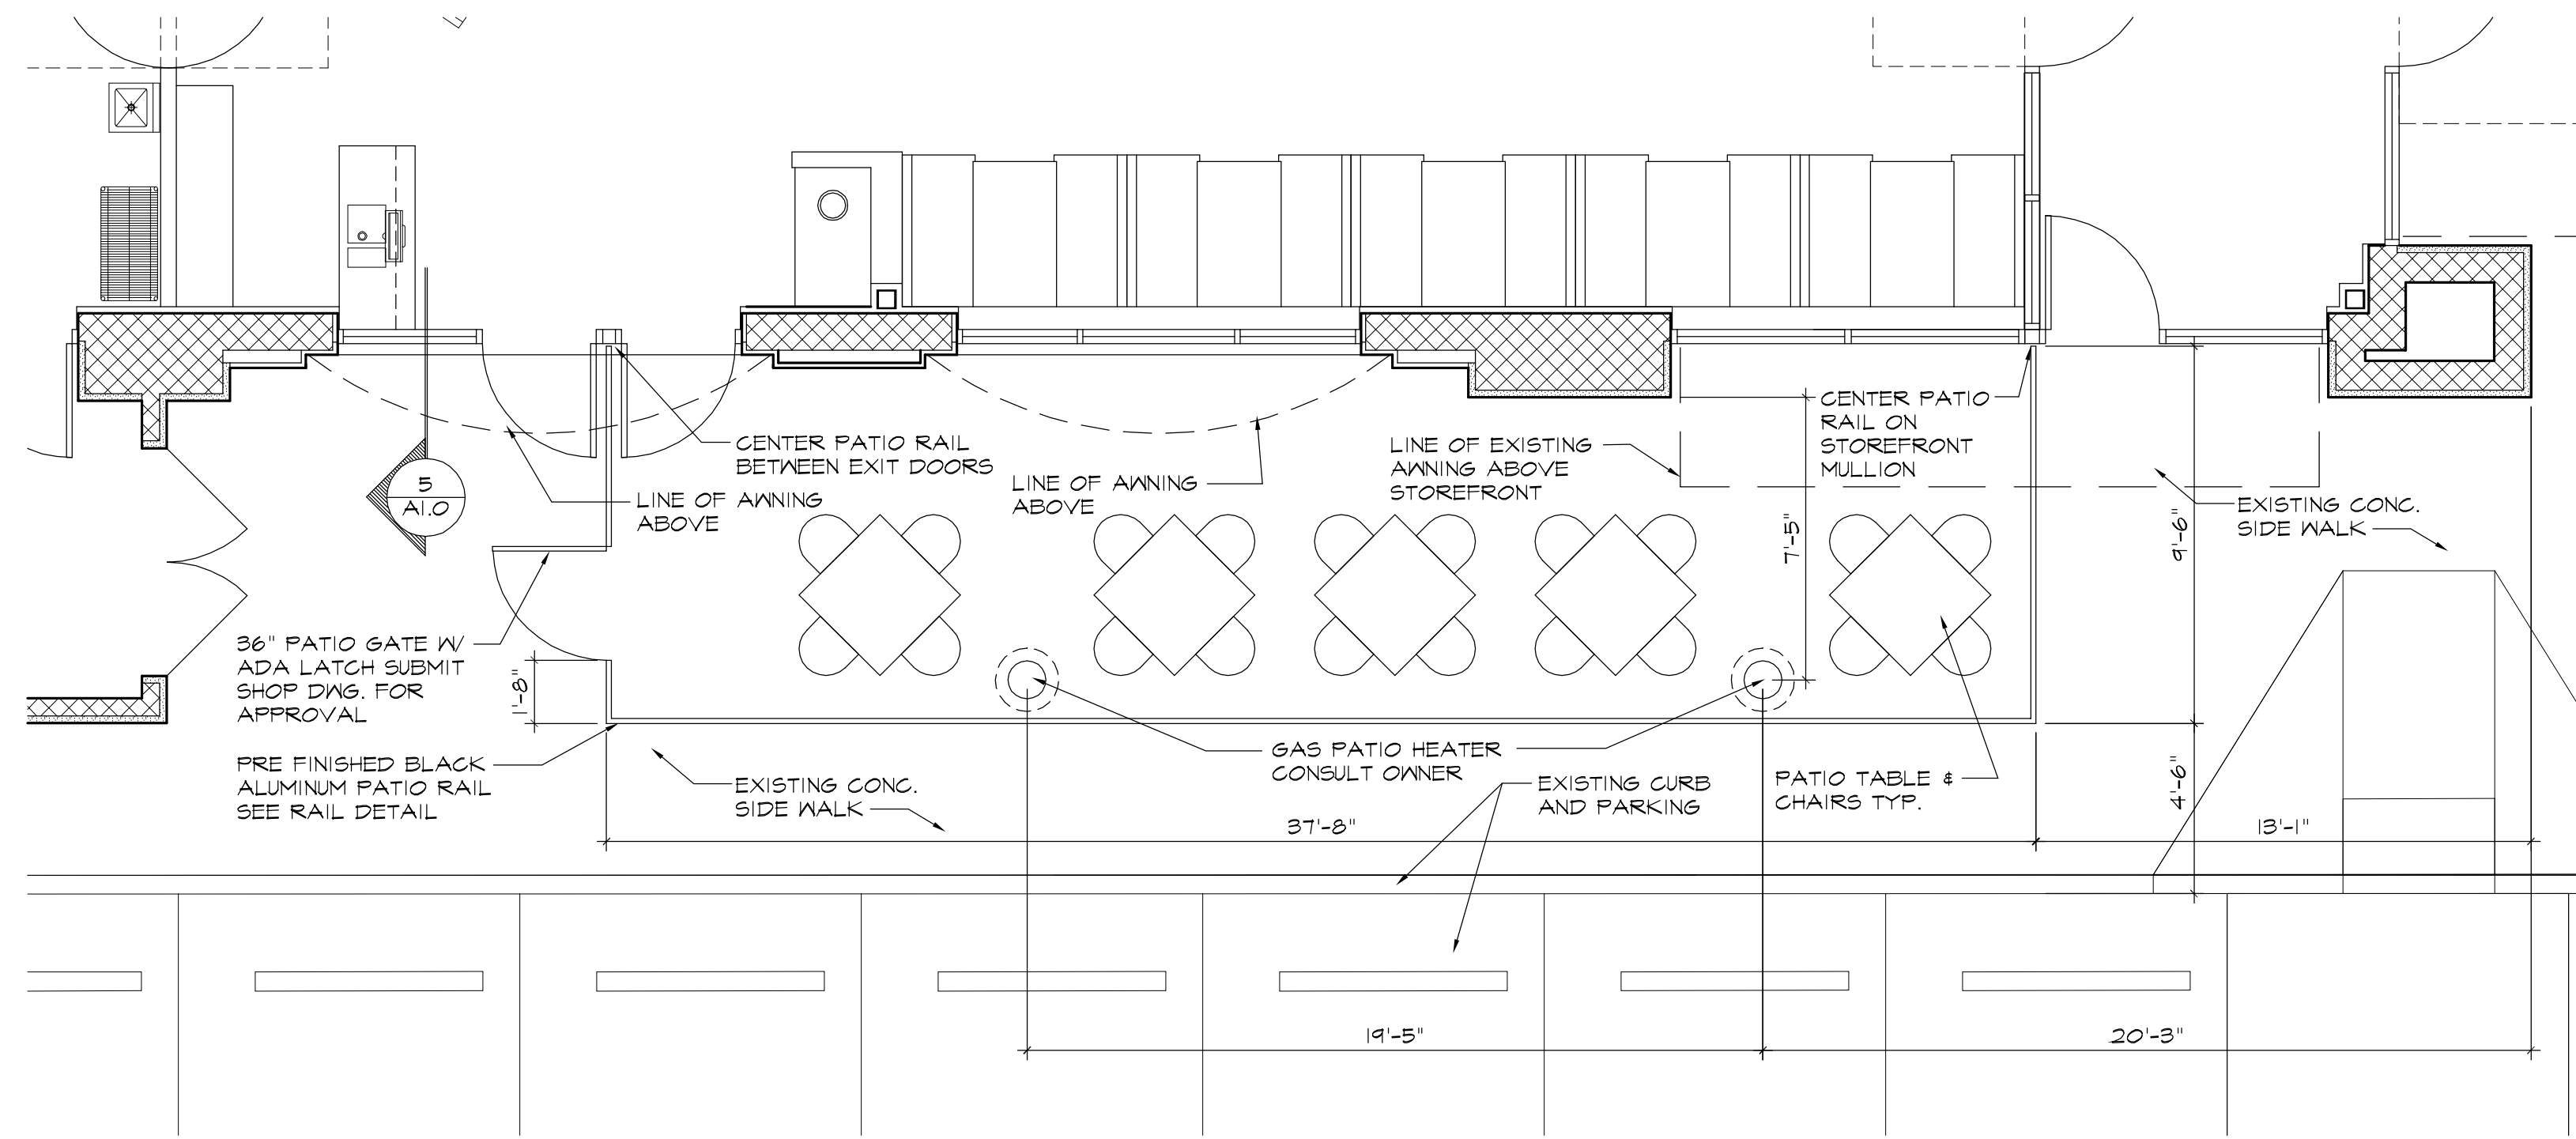 CENTER PATIO RAIL
BETWEEN EXIT DOORS
LINE OF AWNING
ABOVE
LINE OF AWNING
ABOVE
LINE OF EXISTING
AWNING ABOVE
STOREFRONT
CENTER PATIO
RAIL ON
STOREFRONT
MULLION
EXISTING CONC.
SIDE WALK
5
A1.0
7'-5"
9'-6"
36" PATIO GATE W/
ADA LATCH SUBMIT
SHOP DWG. FOR
APPROVAL
1'-8"
PRE FINISHED BLACK
ALUMINUM PATIO RAIL
SEE RAIL DETAIL
EXISTING CONC.
SIDE WALK
GAS PATIO HEATER
CONSULT OWNER
EXISTING CURB
AND PARKING
PATIO TABLE &
CHAIRS TYP.
4'-6"
37'-8"
13'-1"
19'-5"
20'-3"